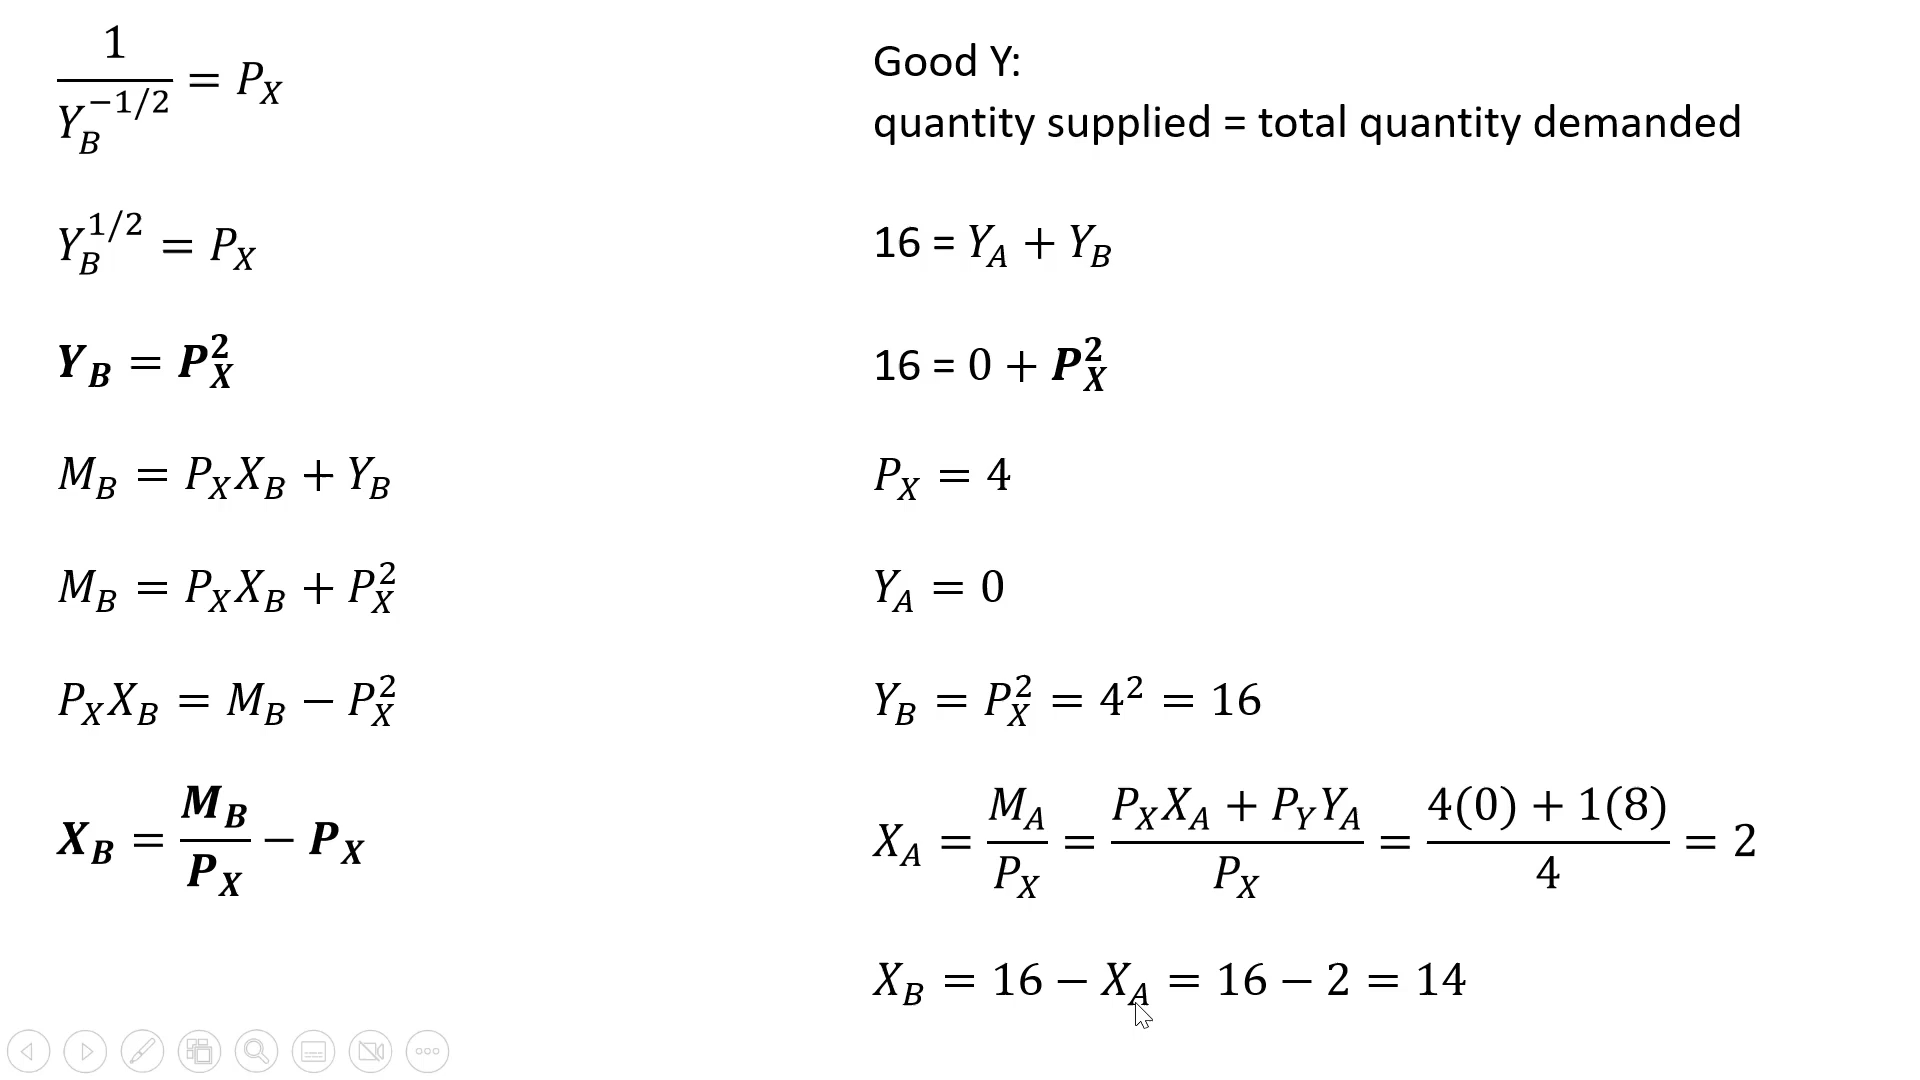 1/Y_B^{-1/2} = P_X
Y_B^{1/2} = P_X
Y_B = P_X^2
M_B = P_X X_B + Y_B
M_B = P_X X_B + P_X^2
P_X X_B = M_B − P_X^2
X_B = M_B/P_X − P_X
Good Y:
quantity supplied = total quantity demanded
16 = Y_A + Y_B
16 = 0 + P_X^2
P_X = 4
Y_A = 0
Y_B = P_X^2 = 4^2 = 16
X_A = M_A/P_X = (P_X X_A + P_Y Y_A)/P_X = (4(0) + 1(8))/4 = 2
X_B = 16 − X_A = 16 − 2 = 14